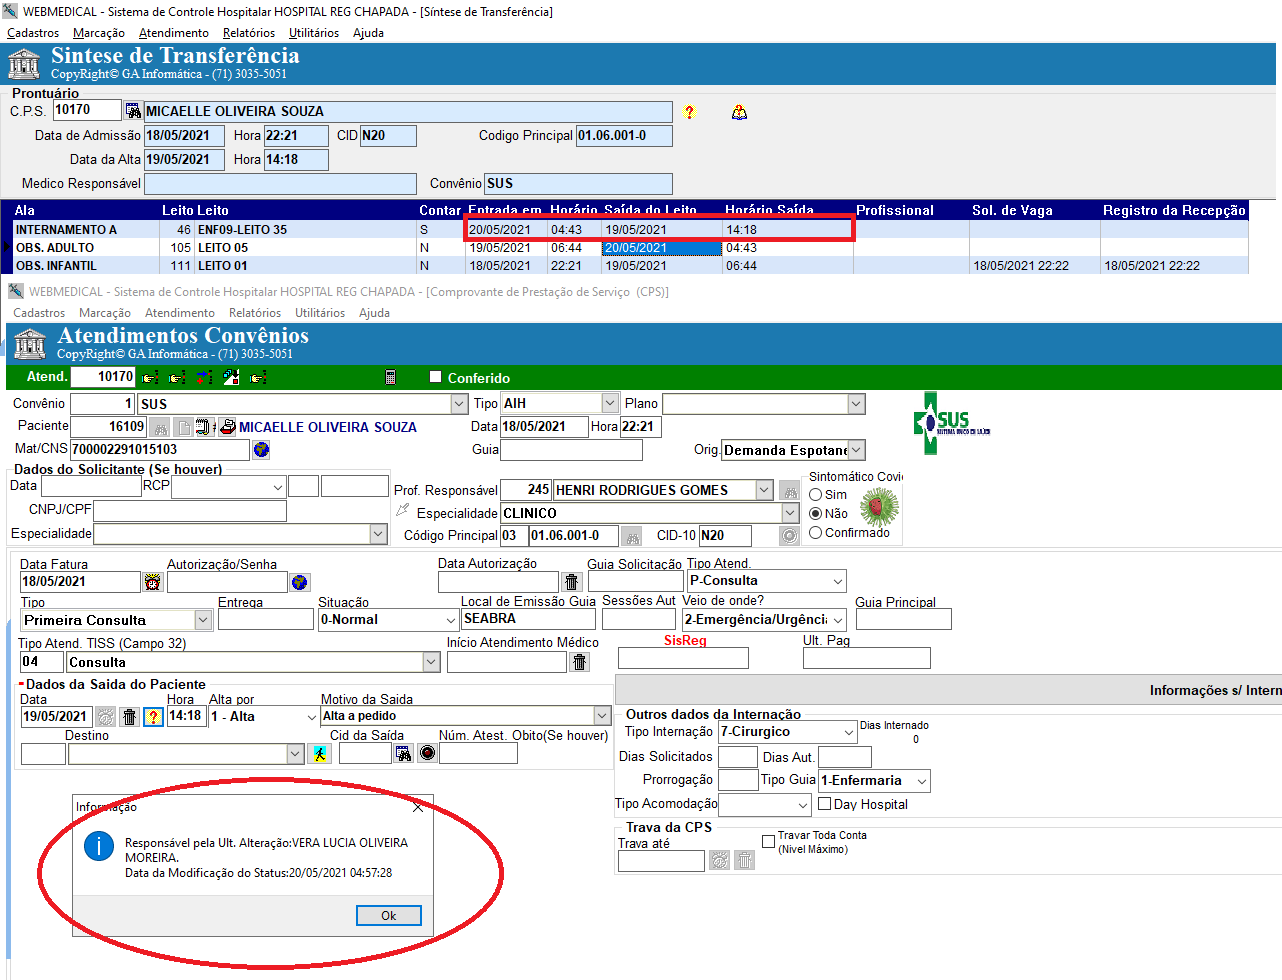 WEBMEDICAL - Sistema de Controle Hospitalar HOSPITAL REG CHAPADA - [Síntese de Transferência]
Cadastros Marcação Atendimento Relatórios Utilitários Ajuda
Sintese de Transferência
CopyRight© GA Informática - (71) 3035-5051
Prontuário
C.P.S. 10170 MICAELLE OLIVEIRA SOUZA
Data de Admissão 18/05/2021 Hora 22:21 CID N20 Codigo Principal 01.06.001-0
Data da Alta 19/05/2021 Hora 14:18
Medico Responsável Convênio SUS
Ala Leito Leito Contar Entrada em Horário Saída do Leito Horário Saída Profissional Sol. de Vaga Registro da Recepção
INTERNAMENTO A 46 ENF09-LEITO 35 S 20/05/2021 04:43 19/05/2021 14:18
OBS. ADULTO 105 LEITO 05 N 19/05/2021 06:44 20/05/2021 04:43
OBS. INFANTIL 111 LEITO 01 N 18/05/2021 22:21 19/05/2021 06:44 18/05/2021 22:22 18/05/2021 22:22
WEBMEDICAL - Sistema de Controle Hospitalar HOSPITAL REG CHAPADA - [Comprovante de Prestação de Serviço (CPS)]
Cadastros Marcação Atendimento Relatórios Utilitários Ajuda
Atendimentos Convênios
CopyRight© GA Informática - (71) 3035-5051
Atend. 10170 Conferido
Convênio 1 SUS Tipo AIH Plano
Paciente 16109 MICAELLE OLIVEIRA SOUZA Data 18/05/2021 Hora 22:21
SUS
SISTEMA ÚNICO DE SAÚDE
Mat/CNS 700002291015103 Guia Orig. Demanda Espotane
Dados do Solicitante (Se houver)
Data RCP
CNPJ/CPF
Especialidade
Prof. Responsável 245 HENRI RODRIGUES GOMES
Especialidade CLINICO
Código Principal 03 01.06.001-0 CID-10 N20
Sintomático Covi
Sim
Não
Confirmado
Data Fatura Autorização/Senha Data Autorização Guia Solicitação Tipo Atend.
18/05/2021 P-Consulta
Tipo Entrega Situação Local de Emissão Guia Sessões Aut Veio de onde? Guia Principal
Primeira Consulta 0-Normal SEABRA 2-Emergência/Urgência
Tipo Atend. TISS (Campo 32) Início Atendimento Médico SisReg Ult. Pag
04 Consulta
Dados da Saida do Paciente
Data Hora Alta por Motivo da Saida
19/05/2021 ? 14:18 1 - Alta Alta a pedido
Destino Cid da Saída Núm. Atest. Obito(Se houver)
Informações s/ Intern
Outros dados da Internação
Tipo Internação 7-Cirurgico Dias Internado
0
Dias Solicitados Dias Aut.
Prorrogação Tipo Guia 1-Enfermaria
Tipo Acomodação Day Hospital
Trava da CPS
Trava até Travar Toda Conta
(Nivel Máximo)
Informação
Responsável pela Ult. Alteração:VERA LUCIA OLIVEIRA
MOREIRA.
Data da Modificação do Status:20/05/2021 04:57:28
Ok